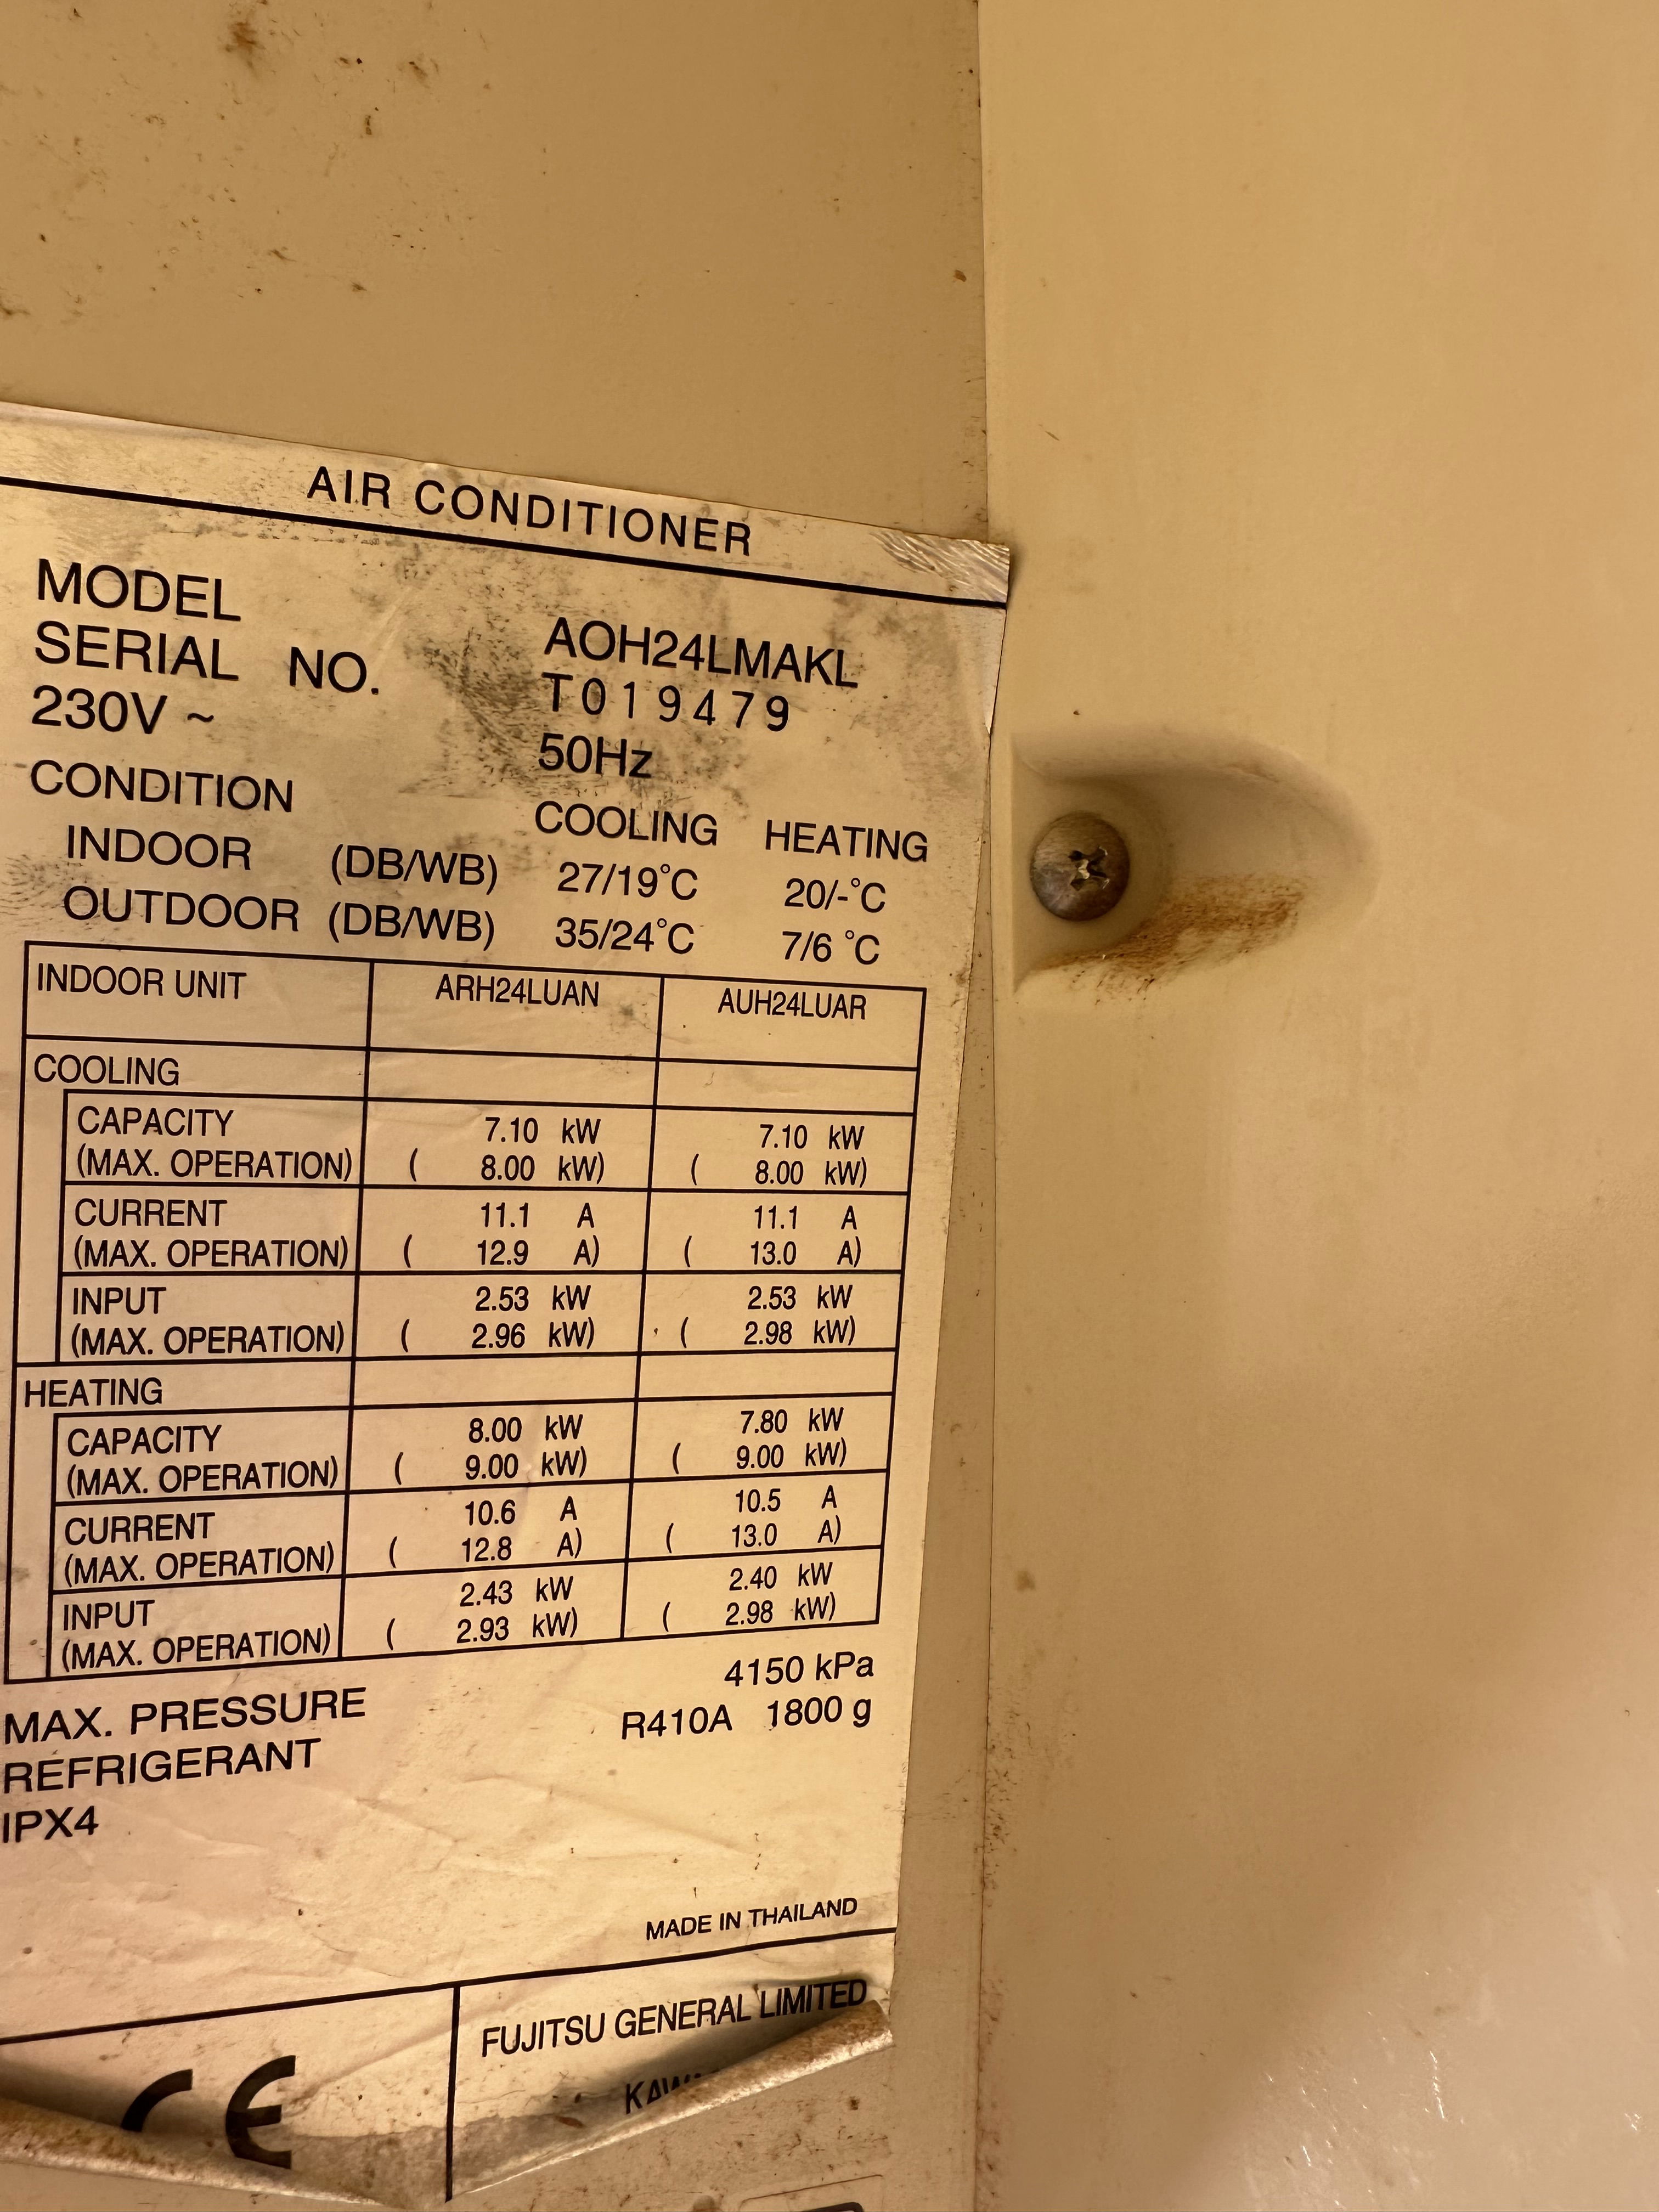 AIR CONDITIONER
MODEL AOH24LMAKL
SERIAL NO. T019479
230V ~ 50Hz
CONDITION COOLING HEATING
INDOOR (DB/WB) 27/19°C 20/-°C
OUTDOOR (DB/WB) 35/24°C 7/6 °C
INDOOR UNIT ARH24LUAN AUH24LUAR
COOLING
CAPACITY 7.10 kW 7.10 kW
(MAX. OPERATION) ( 8.00 kW) ( 8.00 kW)
CURRENT 11.1 A 11.1 A
(MAX. OPERATION) ( 12.9 A) ( 13.0 A)
INPUT 2.53 kW 2.53 kW
(MAX. OPERATION) ( 2.96 kW) ( 2.98 kW)
HEATING
CAPACITY 8.00 kW 7.80 kW
(MAX. OPERATION) ( 9.00 kW) ( 9.00 kW)
CURRENT 10.6 A 10.5 A
(MAX. OPERATION) ( 12.8 A) ( 13.0 A)
INPUT 2.43 kW 2.40 kW
(MAX. OPERATION) ( 2.93 kW) ( 2.98 kW)
MAX. PRESSURE 4150 kPa
REFRIGERANT R410A 1800 g
IPX4
MADE IN THAILAND
CE FUJITSU GENERAL LIMITED